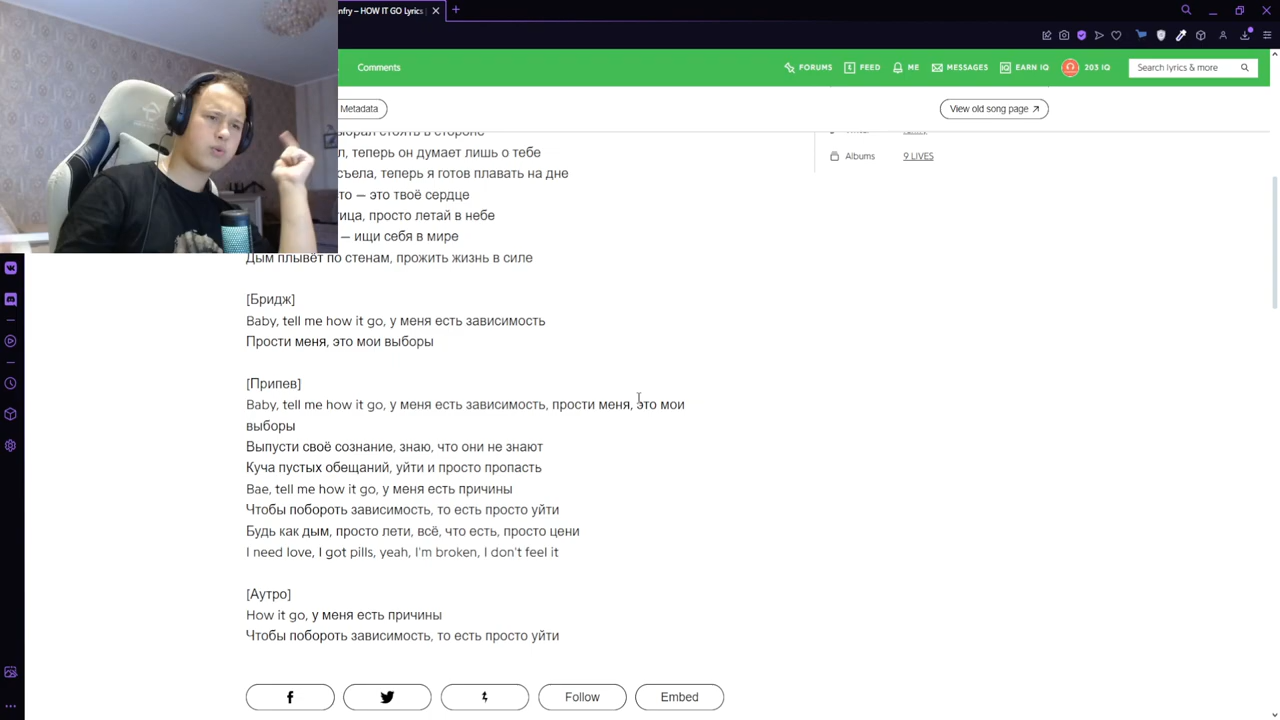 nfry – HOW IT GO Lyrics |
Comments
FORUMS
FEED
ME
MESSAGES
EARN IQ
203 IQ
Search lyrics & more
Metadata
View old song page
стоять в стороне
Albums 9 LIVES
л, теперь он думает лишь о тебе
съела, теперь я готов плавать на дне
то — это твоё сердце
тица, просто летай в небе
— ищи себя в мире
Дым плывёт по стенам, прожить жизнь в силе
[Бридж]
Baby, tell me how it go, у меня есть зависимость
Прости меня, это мои выборы
[Припев]
Baby, tell me how it go, у меня есть зависимость, прости меня, это мои
выборы
Выпусти своё сознание, знаю, что они не знают
Куча пустых обещаний, уйти и просто пропасть
Bae, tell me how it go, у меня есть причины
Чтобы побороть зависимость, то есть просто уйти
Будь как дым, просто лети, всё, что есть, просто цени
I need love, I got pills, yeah, I'm broken, I don't feel it
[Аутро]
How it go, у меня есть причины
Чтобы побороть зависимость, то есть просто уйти
Follow
Embed